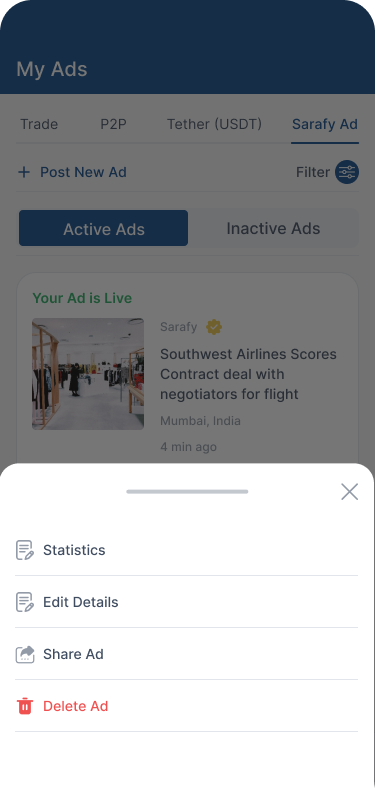 My Ads
Trade P2P Tether (USDT) Sarafy Ad
Post New Ad Filter
Active Ads Inactive Ads
Your Ad is Live
Sarafy
Southwest Airlines Scores
Contract deal with
negotiators for flight
Mumbai, India
4 min ago
Statistics
Edit Details
Share Ad
Delete Ad